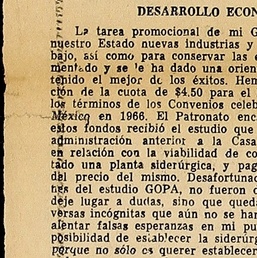 DESARROLLO ECON
La tarea promocional de mi G
nuestro Estado nuevas industrias y
bajo, así como para conservar las e
mentado y se le ha dado una orien
tenido el mejor de los éxitos. Hem
ción de la cuota de $4.50 para el
los términos de los Convenios celeb
México en 1966. El Patronato enc
estos fondos recibió el estudio que
administración anterior a la Casa
en relación con la viabilidad de co
tado una planta siderúrgica, y pag
del precio del mismo. Desafortunad
nes del estudio GOPA, no fueron c
deje lugar a dudas, sino que queda
versas incógnitas que aún no se har
alentar falsas esperanzas en mi pu
posibilidad de establecer la siderúrg
porque no sólo es querer establecer